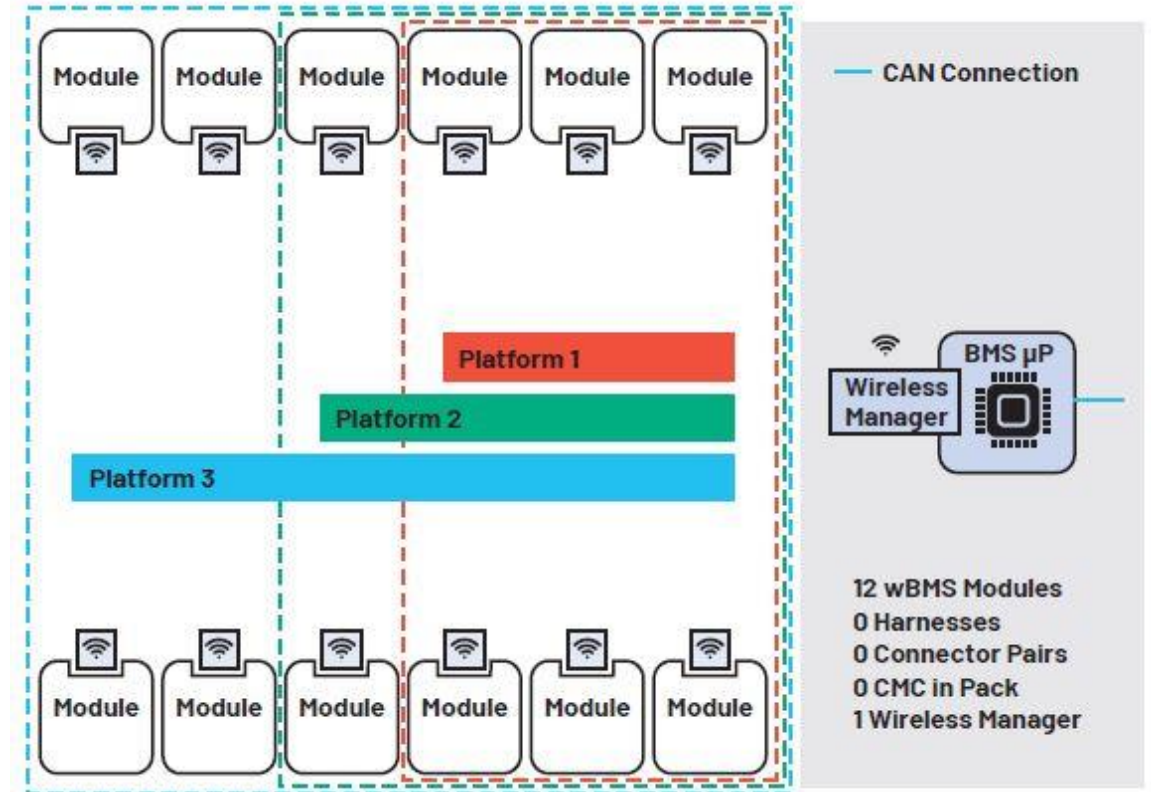 Module Module Module Module Module Module
CAN Connection
Platform 1
Platform 2
Platform 3
BMS µP
Wireless
Manager
12 wBMS Modules
0 Harnesses
0 Connector Pairs
0 CMC in Pack
1 Wireless Manager
Module Module Module Module Module Module